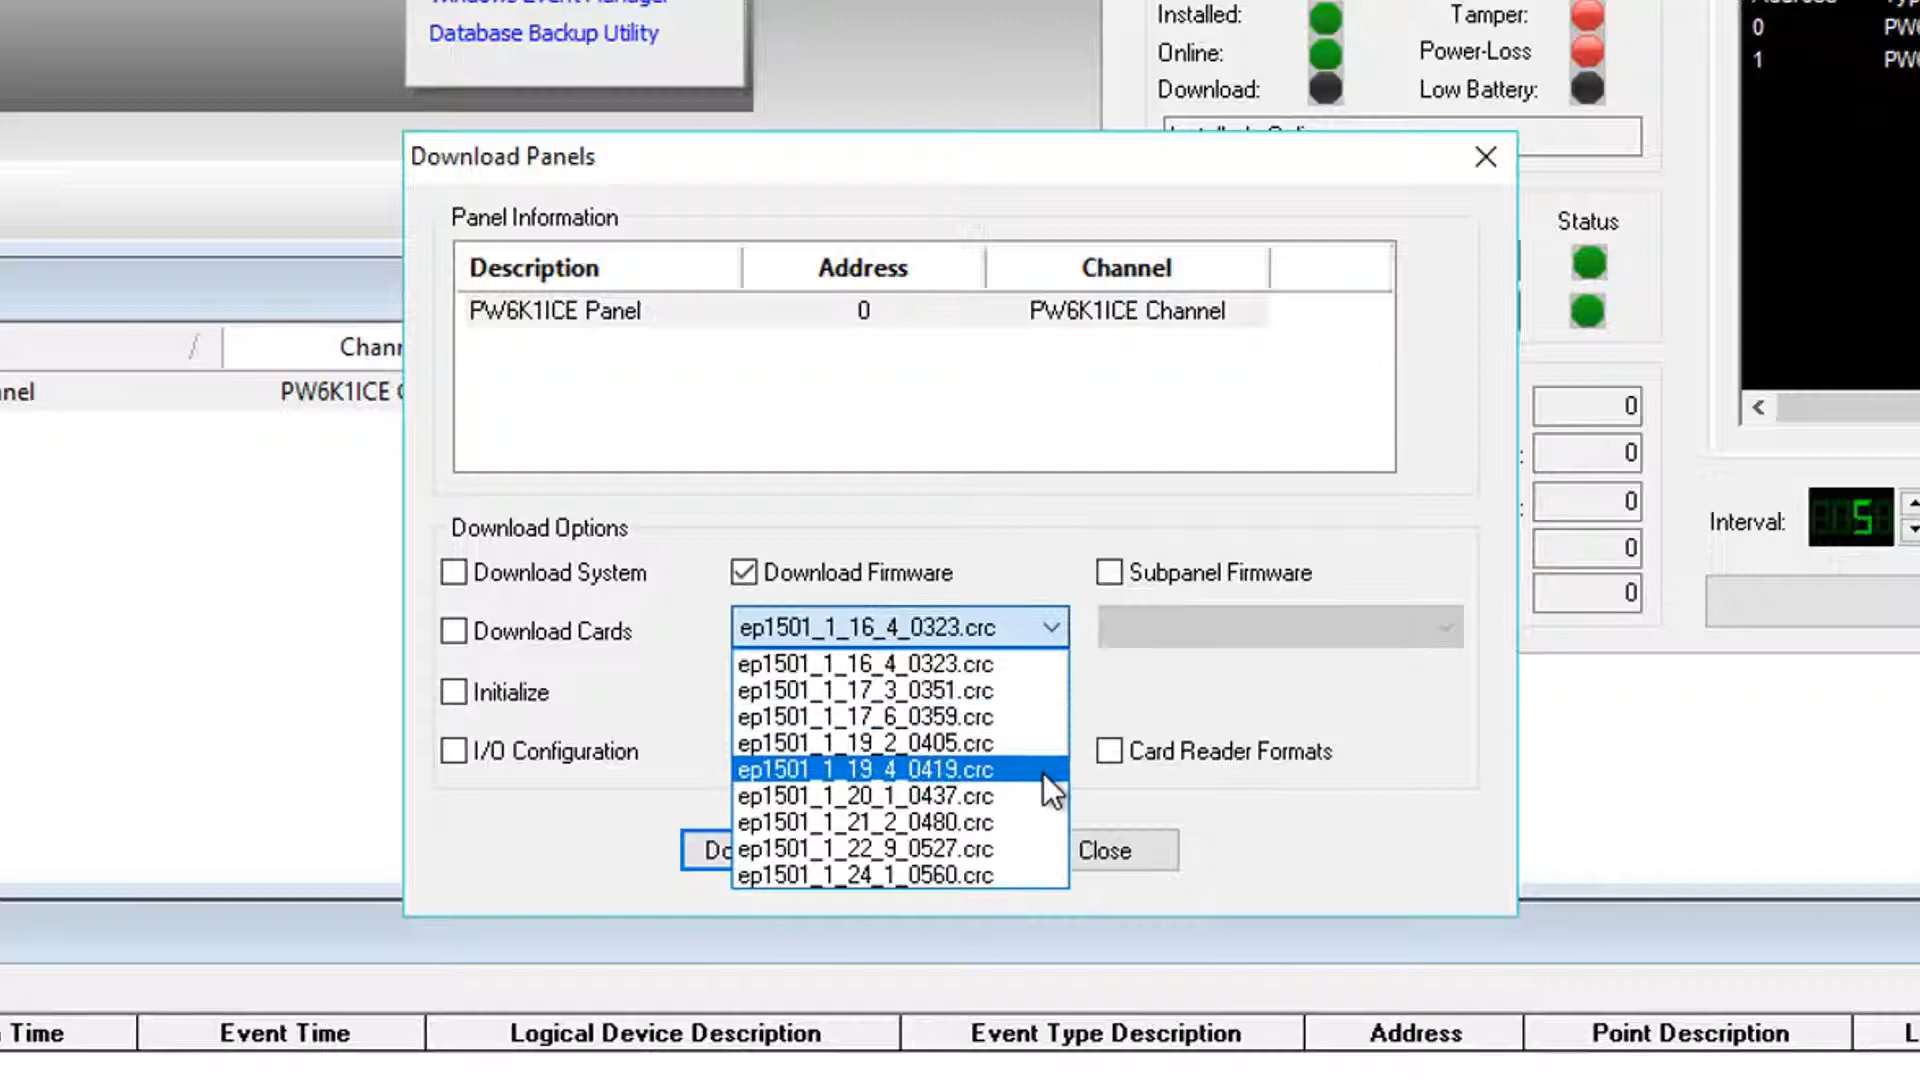 Windows Event Manager
Database Backup Utility
Installed:
Tamper:
Online:
Power-Loss
Download:
Low Battery:
0
1
Download Panels
Panel Information
Status
Description Address Channel
PW6K1ICE Panel 0 PW6K1ICE Channel
PW6K1ICE
0
0
0
0
0
Interval: 5
Download Options
Download System
Download Firmware
Subpanel Firmware
Download Cards
ep1501_1_16_4_0323.crc
ep1501_1_16_4_0323.crc
ep1501_1_17_3_0351.crc
ep1501_1_17_6_0359.crc
ep1501_1_19_2_0405.crc
ep1501_1_19_4_0419.crc
ep1501_1_20_1_0437.crc
ep1501_1_21_2_0480.crc
ep1501_1_22_9_0527.crc
ep1501_1_24_1_0560.crc
Initialize
I/O Configuration
Card Reader Formats
Close
Time Event Time Logical Device Description Event Type Description Address Point Description